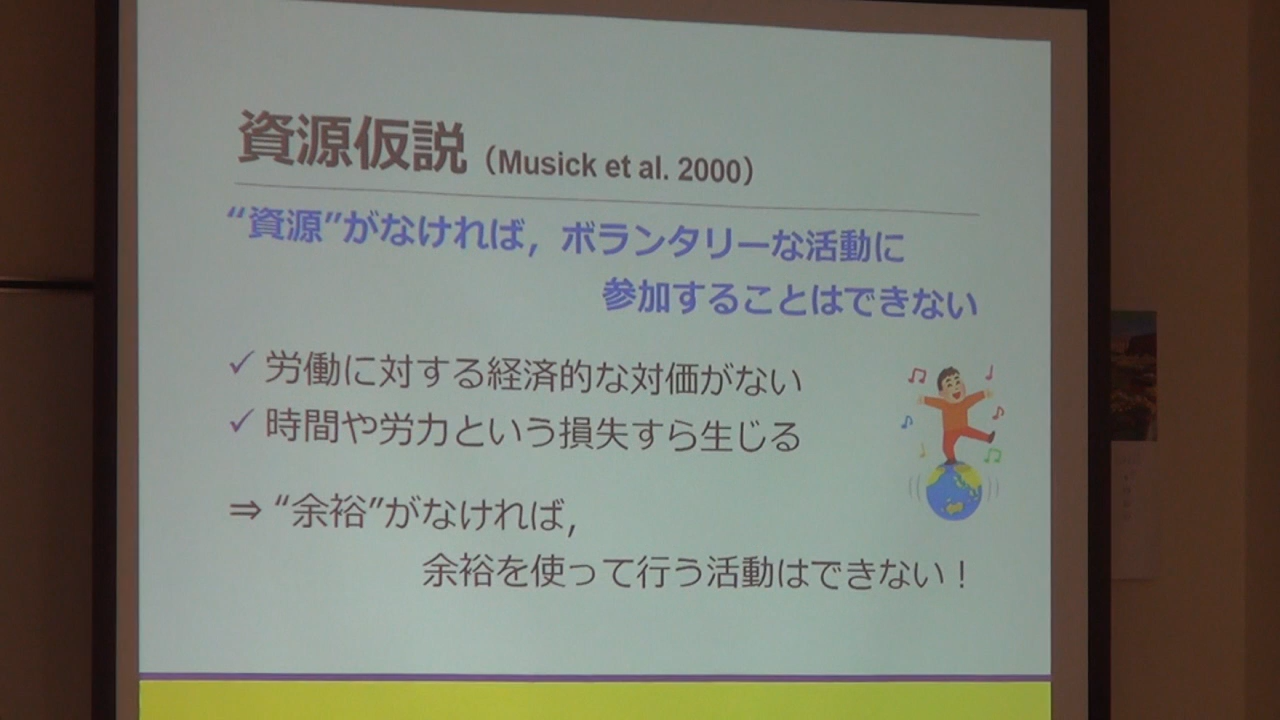 資源仮説（Musick et al. 2000）
“資源”がなければ，ボランタリーな活動に
参加することはできない
✓ 労働に対する経済的な対価がない
✓ 時間や労力という損失すら生じる
⇒ “余裕”がなければ，
余裕を使って行う活動はできない！